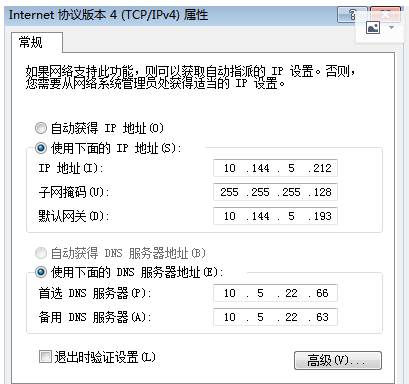 Internet 协议版本 4 (TCP/IPv4) 属性
常规
如果网络支持此功能，则可以获取自动指派的 IP 设置。否则，
您需要从网络系统管理员处获得适当的 IP 设置。
自动获得 IP 地址(O)
使用下面的 IP 地址(S):
IP 地址(I): 10 .144 . 5 .212
子网掩码(U): 255 .255 .255 .128
默认网关(D): 10 .144 . 5 .193
自动获得 DNS 服务器地址(B)
使用下面的 DNS 服务器地址(E):
首选 DNS 服务器(P): 10 . 5 . 22 . 66
备用 DNS 服务器(A): 10 . 5 . 22 . 63
退出时验证设置(L)
高级(V)...